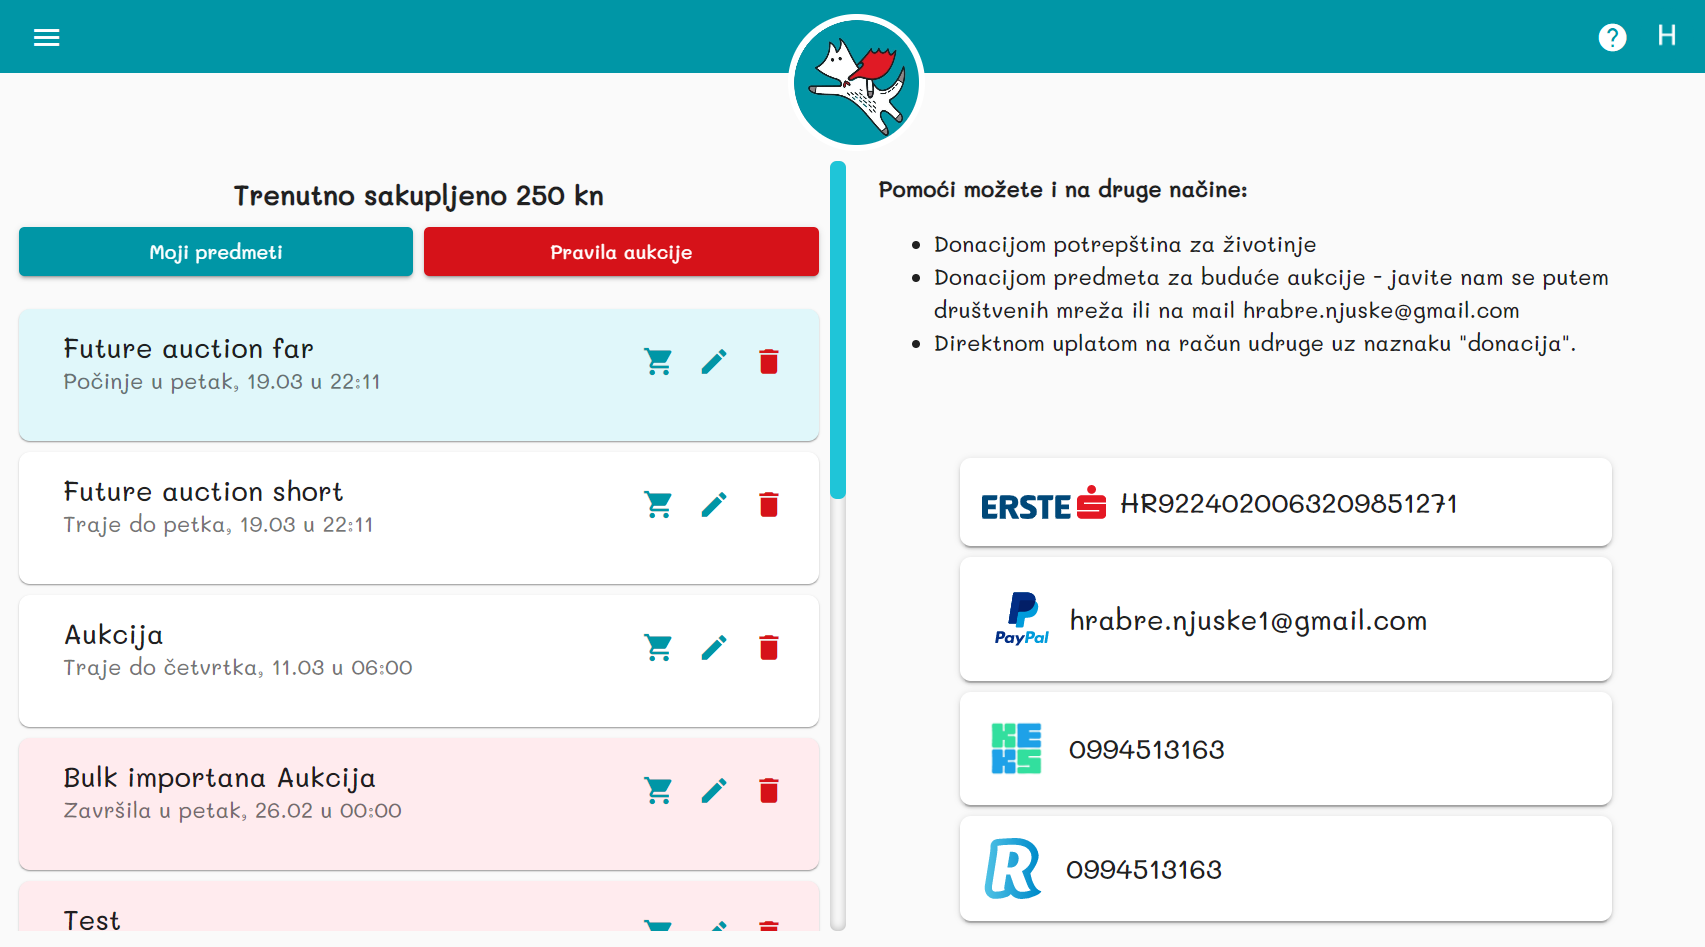 H
Trenutno sakupljeno 250 kn
Moji predmeti
Pravila aukcije
Future auction far
Počinje u petak, 19.03 u 22:11
Future auction short
Traje do petka, 19.03 u 22:11
Aukcija
Traje do četvrtka, 11.03 u 06:00
Bulk importana Aukcija
Završila u petak, 26.02 u 00:00
Test
Pomoći možete i na druge načine:
Donacijom potrepština za životinje
Donacijom predmeta za buduće aukcije - javite nam se putem
društvenih mreža ili na mail hrabre.njuske@gmail.com
Direktnom uplatom na račun udruge uz naznaku "donacija".
ERSTE HR9224020063209851271
PayPal hrabre.njuske1@gmail.com
KEKS 0994513163
R 0994513163